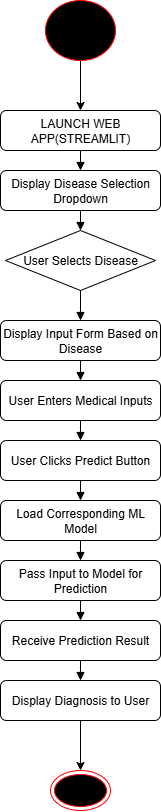 LAUNCH WEB
APP(STREAMLIT)
Display Disease Selection
Dropdown
User Selects Disease
Display Input Form Based on
Disease
User Enters Medical Inputs
User Clicks Predict Button
Load Corresponding ML
Model
Pass Input to Model for
Prediction
Receive Prediction Result
Display Diagnosis to User